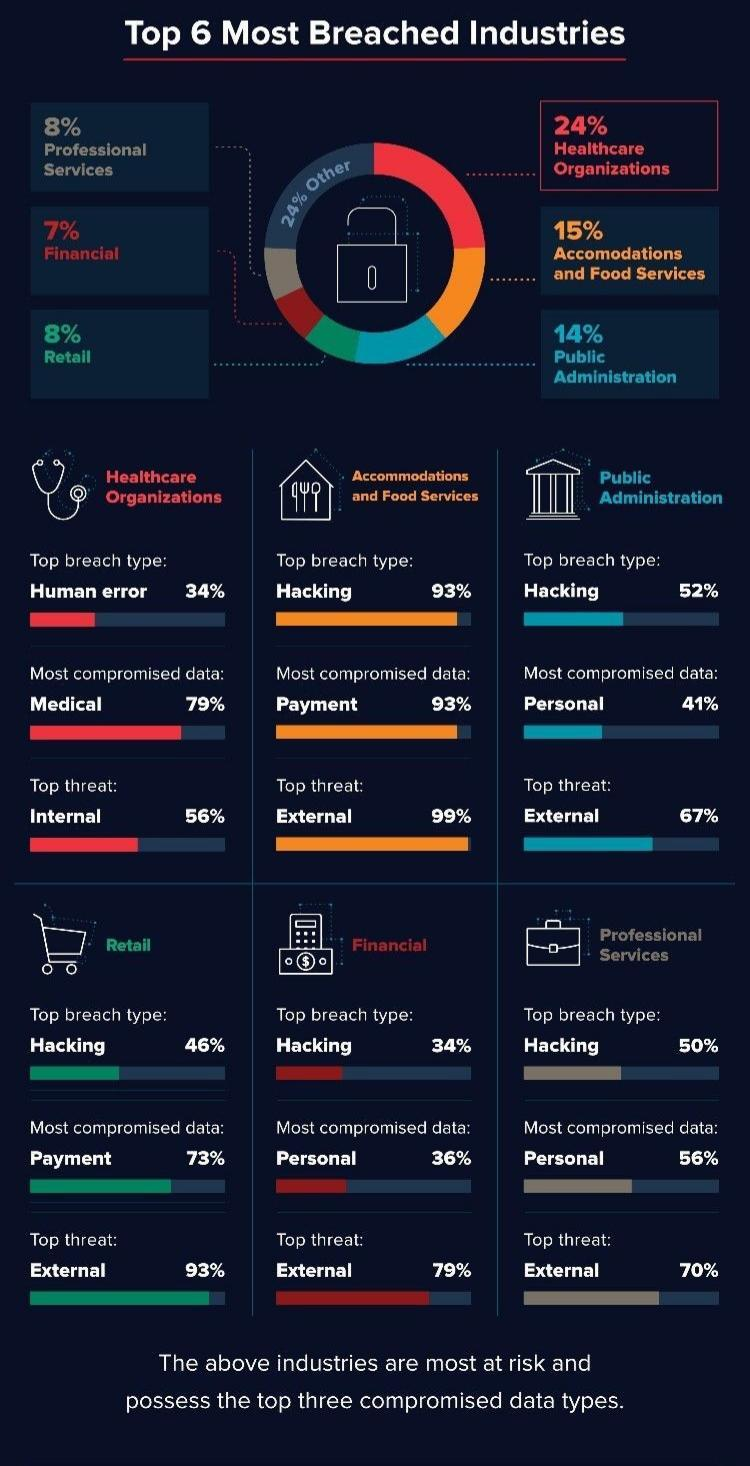 Top 6 Most Breached Industries
8%
Professional
Services
7%
Financial
8%
Retail
24% Other
24%
Healthcare
Organizations
15%
Accomodations
and Food Services
14%
Public
Administration
Healthcare
Organizations
Top breach type:
Human error 34%
Most compromised data:
Medical 79%
Top threat:
Internal 56%
Accommodations
and Food Services
Top breach type:
Hacking 93%
Most compromised data:
Payment 93%
Top threat:
External 99%
Public
Administration
Top breach type:
Hacking 52%
Most compromised data:
Personal 41%
Top threat:
External 67%
Retail
Top breach type:
Hacking 46%
Most compromised data:
Payment 73%
Top threat:
External 93%
Financial
Top breach type:
Hacking 34%
Most compromised data:
Personal 36%
Top threat:
External 79%
Professional
Services
Top breach type:
Hacking 50%
Most compromised data:
Personal 56%
Top threat:
External 70%
The above industries are most at risk and
possess the top three compromised data types.